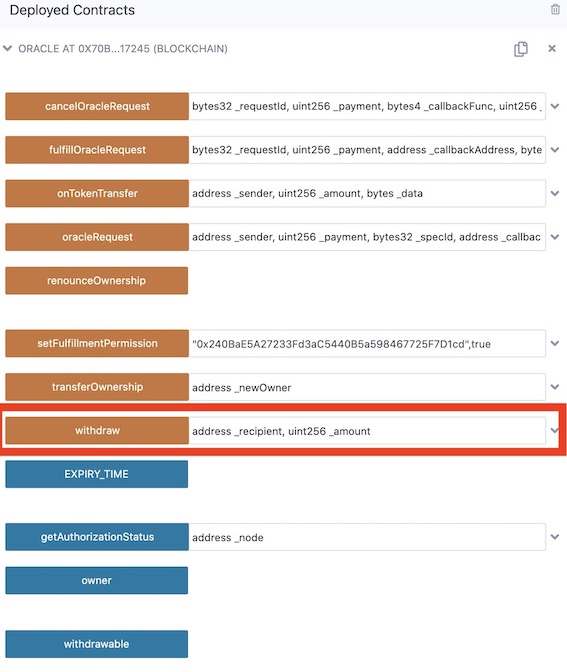 Deployed Contracts
ORACLE AT 0X70B...17245 (BLOCKCHAIN)
cancelOracleRequest bytes32 _requestId, uint256 _payment, bytes4 _callbackFunc, uint256 _
fulfillOracleRequest bytes32 _requestId, uint256 _payment, address _callbackAddress, byte
onTokenTransfer address _sender, uint256 _amount, bytes _data
oracleRequest address _sender, uint256 _payment, bytes32 _specId, address _callbac
renounceOwnership
setFulfillmentPermission "0x240BaE5A27233Fd3aC5440B5a598467725F7D1cd",true
transferOwnership address _newOwner
withdraw address _recipient, uint256 _amount
EXPIRY_TIME
getAuthorizationStatus address _node
owner
withdrawable